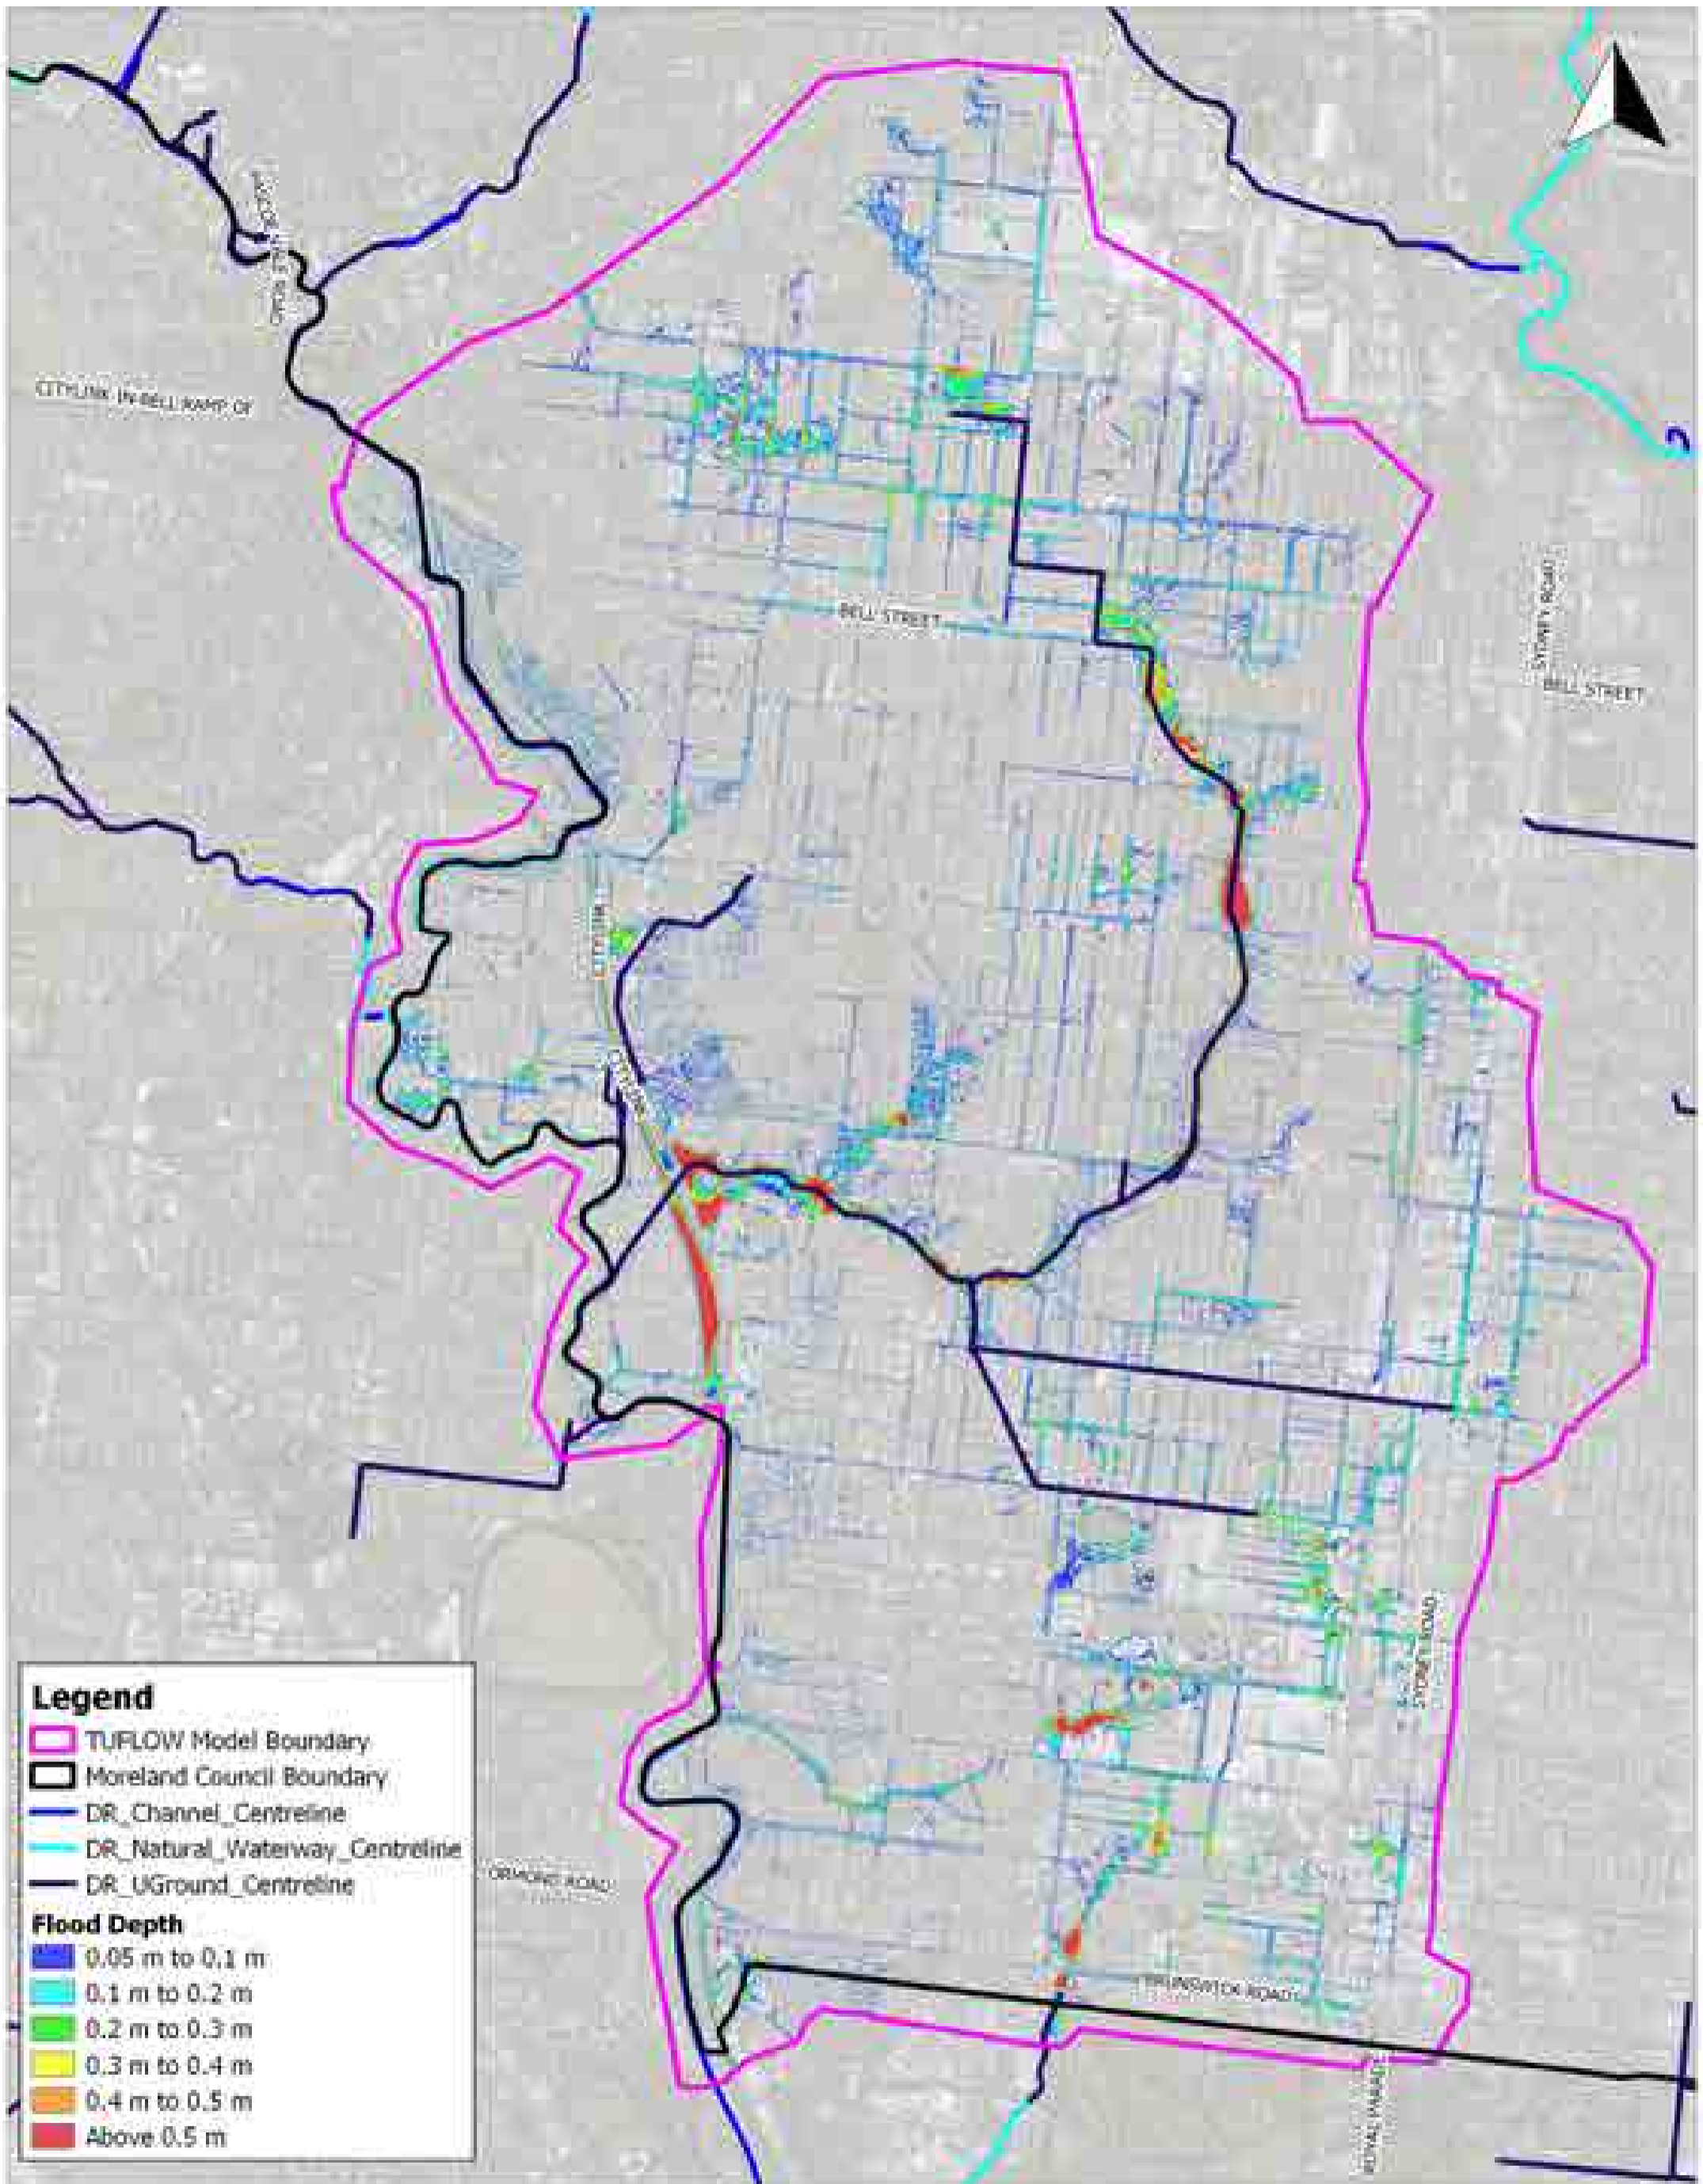 CITYLINK IN-BELL RAMP OF
BELL STREET
SYDNEY ROAD
BELL STREET
CITYLINK
CITYLINK
SYDNEY ROAD
ORMOND ROAD
BRUNSWICK ROAD
ROYAL PARADE
Legend
TUFLOW Model Boundary
Moreland Council Boundary
DR_Channel_Centreline
DR_Natural_Waterway_Centreline
DR_UGround_Centreline
Flood Depth
0.05 m to 0.1 m
0.1 m to 0.2 m
0.2 m to 0.3 m
0.3 m to 0.4 m
0.4 m to 0.5 m
Above 0.5 m